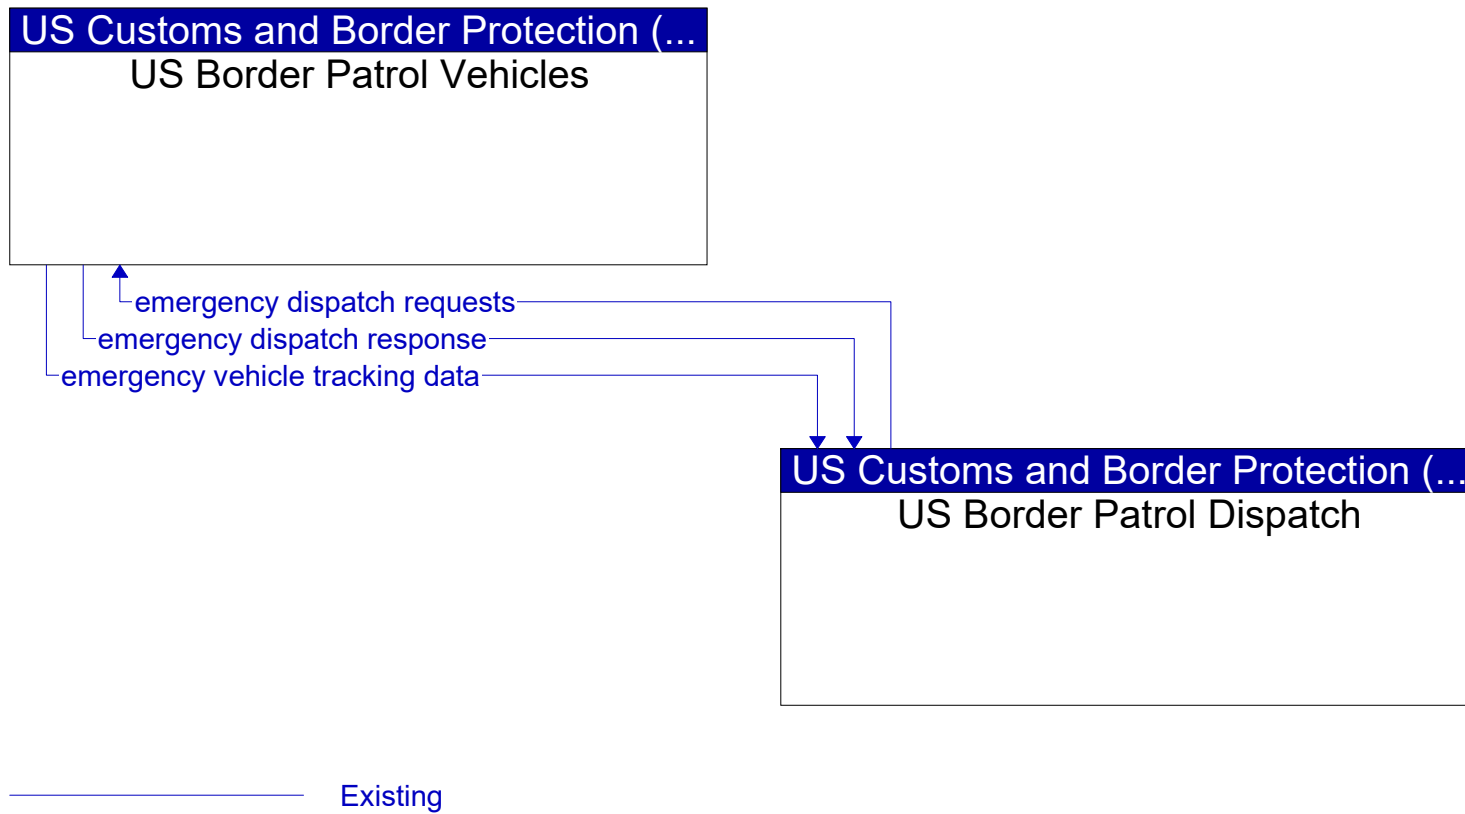 US Customs and Border Protection (...
US Border Patrol Vehicles
emergency dispatch requests
emergency dispatch response
emergency vehicle tracking data
US Customs and Border Protection (...
US Border Patrol Dispatch
Existing